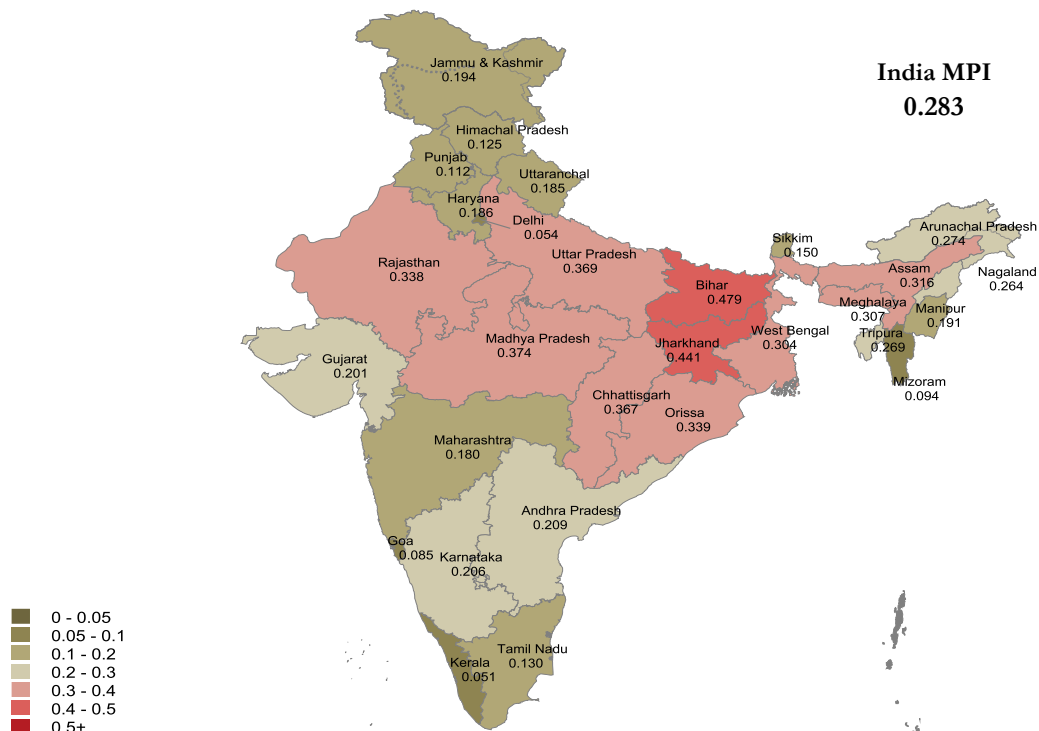 India MPI
0.283
Jammu & Kashmir
0.194
Himachal Pradesh
0.125
Punjab
0.112
Uttaranchal
0.185
Haryana
0.186
Delhi
0.054
Rajasthan
0.338
Uttar Pradesh
0.369
Bihar
0.479
Sikkim
0.150
Arunachal Pradesh
0.274
Assam
0.316
Nagaland
0.264
Meghalaya
0.307
Manipur
0.191
Tripura
0.269
Mizoram
0.094
West Bengal
0.304
Jharkhand
0.441
Madhya Pradesh
0.374
Gujarat
0.201
Chhattisgarh
0.367
Orissa
0.339
Maharashtra
0.180
Andhra Pradesh
0.209
Goa
0.085
Karnataka
0.206
Tamil Nadu
0.130
Kerala
0.051
0 - 0.05
0.05 - 0.1
0.1 - 0.2
0.2 - 0.3
0.3 - 0.4
0.4 - 0.5
0.5+